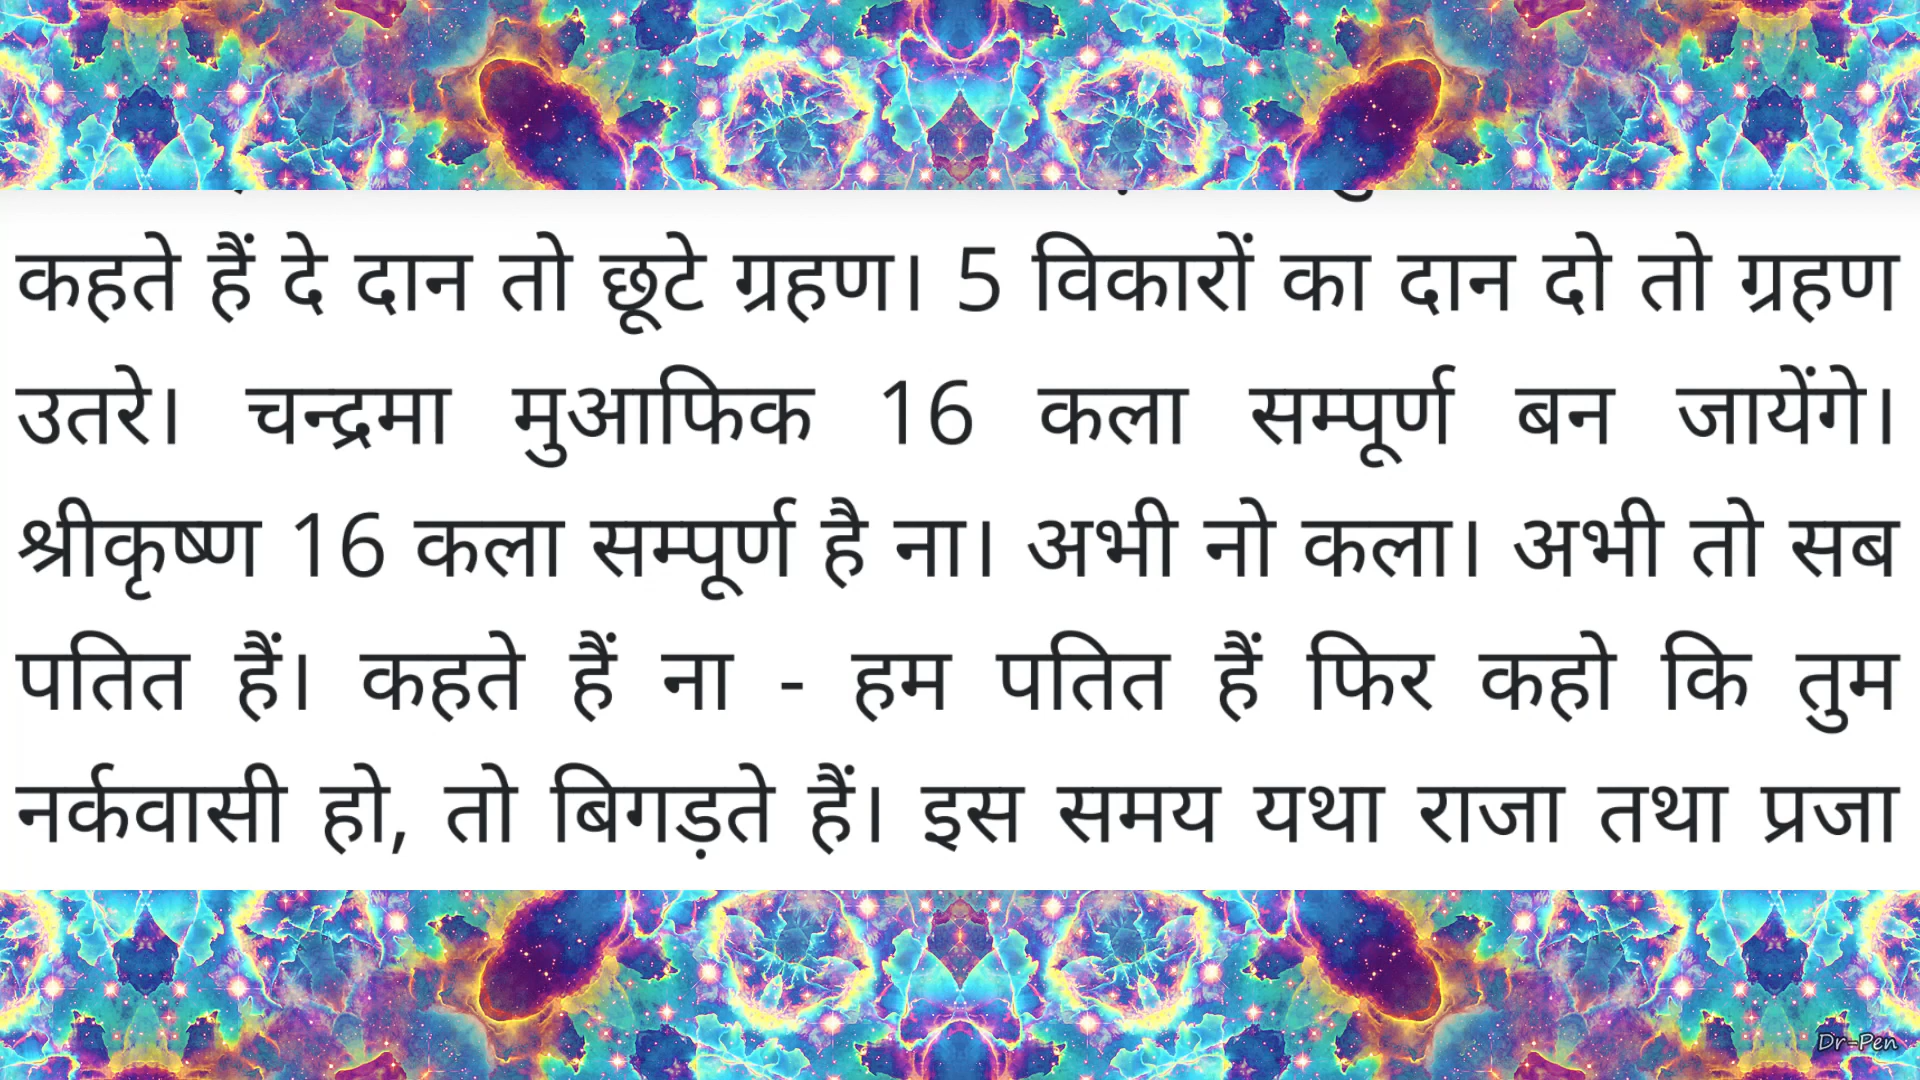 कहते हैं दे दान तो छूटे ग्रहण। 5 विकारों का दान दो तो ग्रहण
उतरे। चन्द्रमा मुआफिक 16 कला सम्पूर्ण बन जायेंगे।
श्रीकृष्ण 16 कला सम्पूर्ण है ना। अभी नो कला। अभी तो सब
पतित हैं। कहते हैं ना - हम पतित हैं फिर कहो कि तुम
नर्कवासी हो, तो बिगड़ते हैं। इस समय यथा राजा तथा प्रजा
Dr-Pen